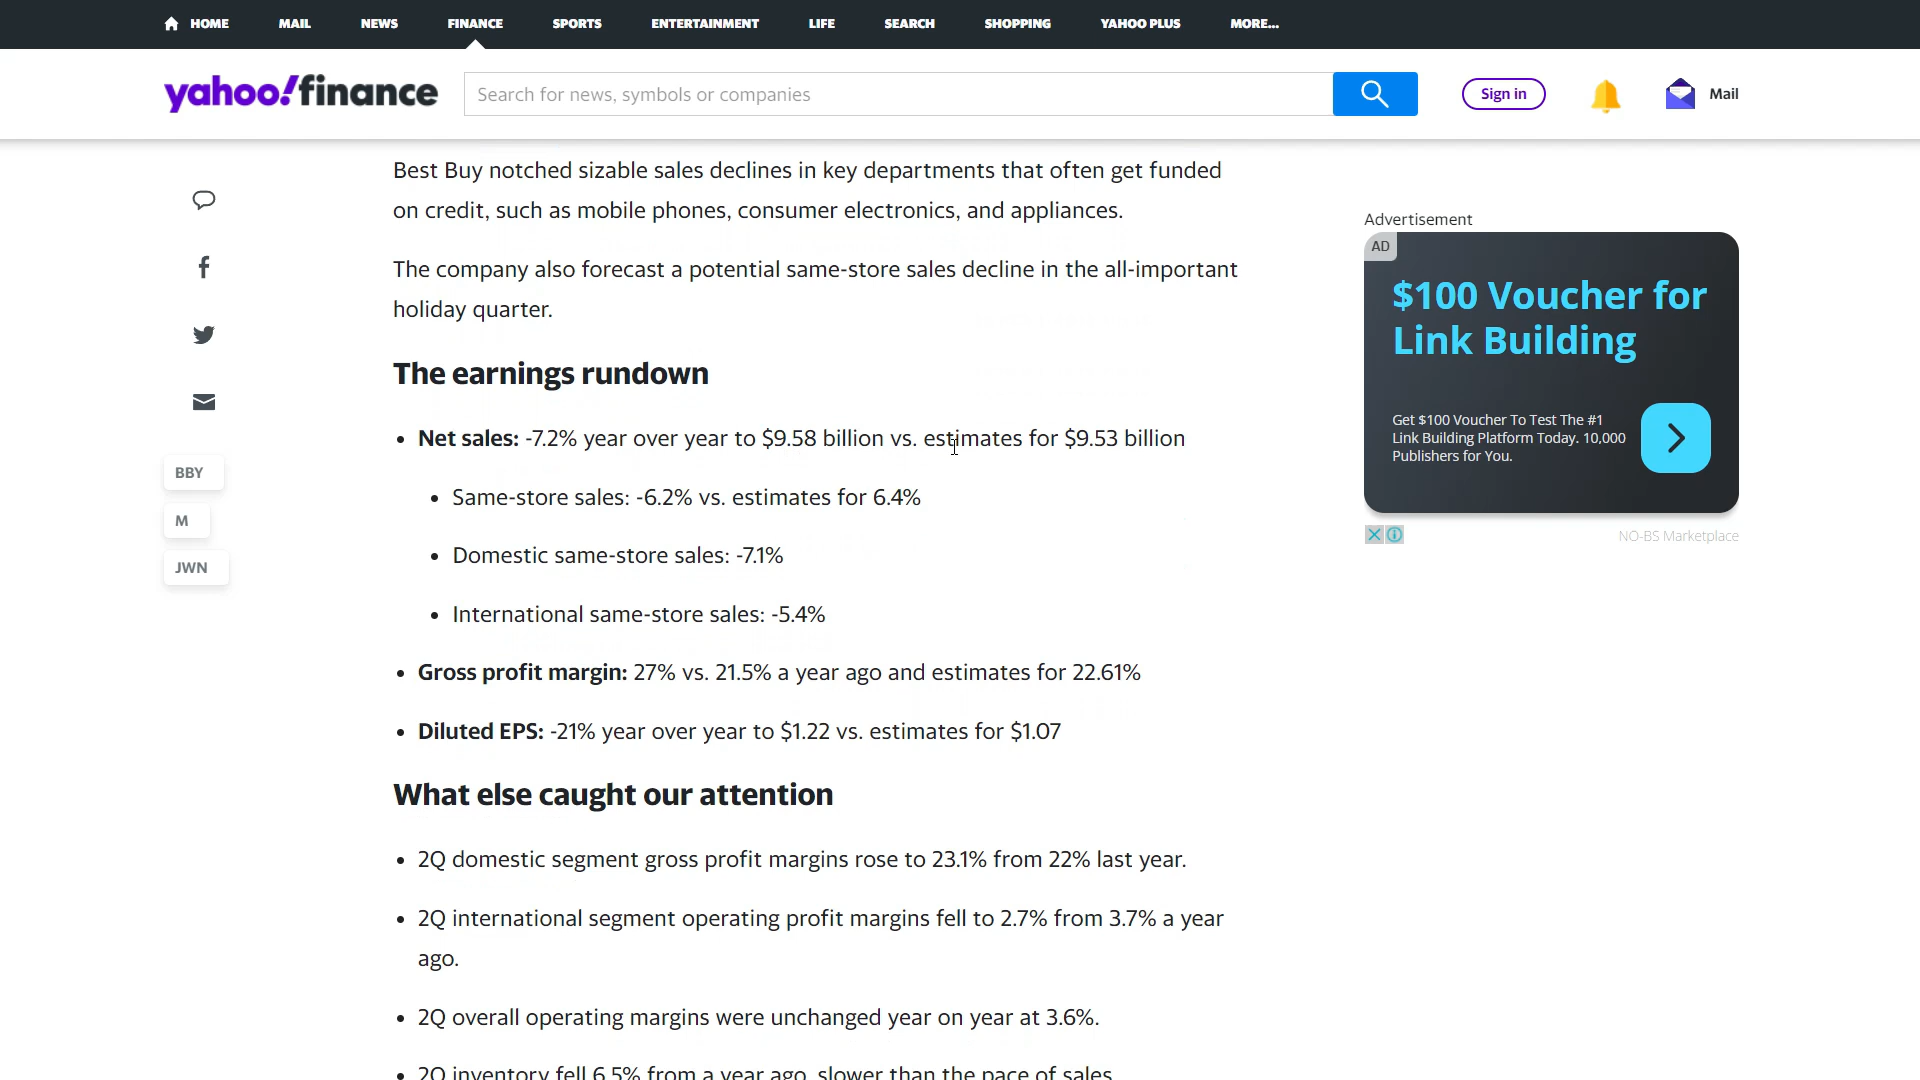 HOME MAIL NEWS FINANCE SPORTS ENTERTAINMENT LIFE SEARCH SHOPPING YAHOO PLUS MORE...
yahoo!finance
Search for news, symbols or companies
Sign in
Mail
Best Buy notched sizable sales declines in key departments that often get funded
on credit, such as mobile phones, consumer electronics, and appliances.
The company also forecast a potential same-store sales decline in the all-important
holiday quarter.
The earnings rundown
• Net sales: -7.2% year over year to $9.58 billion vs. estimates for $9.53 billion
• Same-store sales: -6.2% vs. estimates for 6.4%
• Domestic same-store sales: -7.1%
• International same-store sales: -5.4%
• Gross profit margin: 27% vs. 21.5% a year ago and estimates for 22.61%
• Diluted EPS: -21% year over year to $1.22 vs. estimates for $1.07
What else caught our attention
• 2Q domestic segment gross profit margins rose to 23.1% from 22% last year.
• 2Q international segment operating profit margins fell to 2.7% from 3.7% a year
ago.
• 2Q overall operating margins were unchanged year on year at 3.6%.
• 2Q inventory fell 6.5% from a year ago, slower than the pace of sales
BBY
M
JWN
Advertisement
AD
$100 Voucher for
Link Building
Get $100 Voucher To Test The #1
Link Building Platform Today. 10,000
Publishers for You.
NO-BS Marketplace